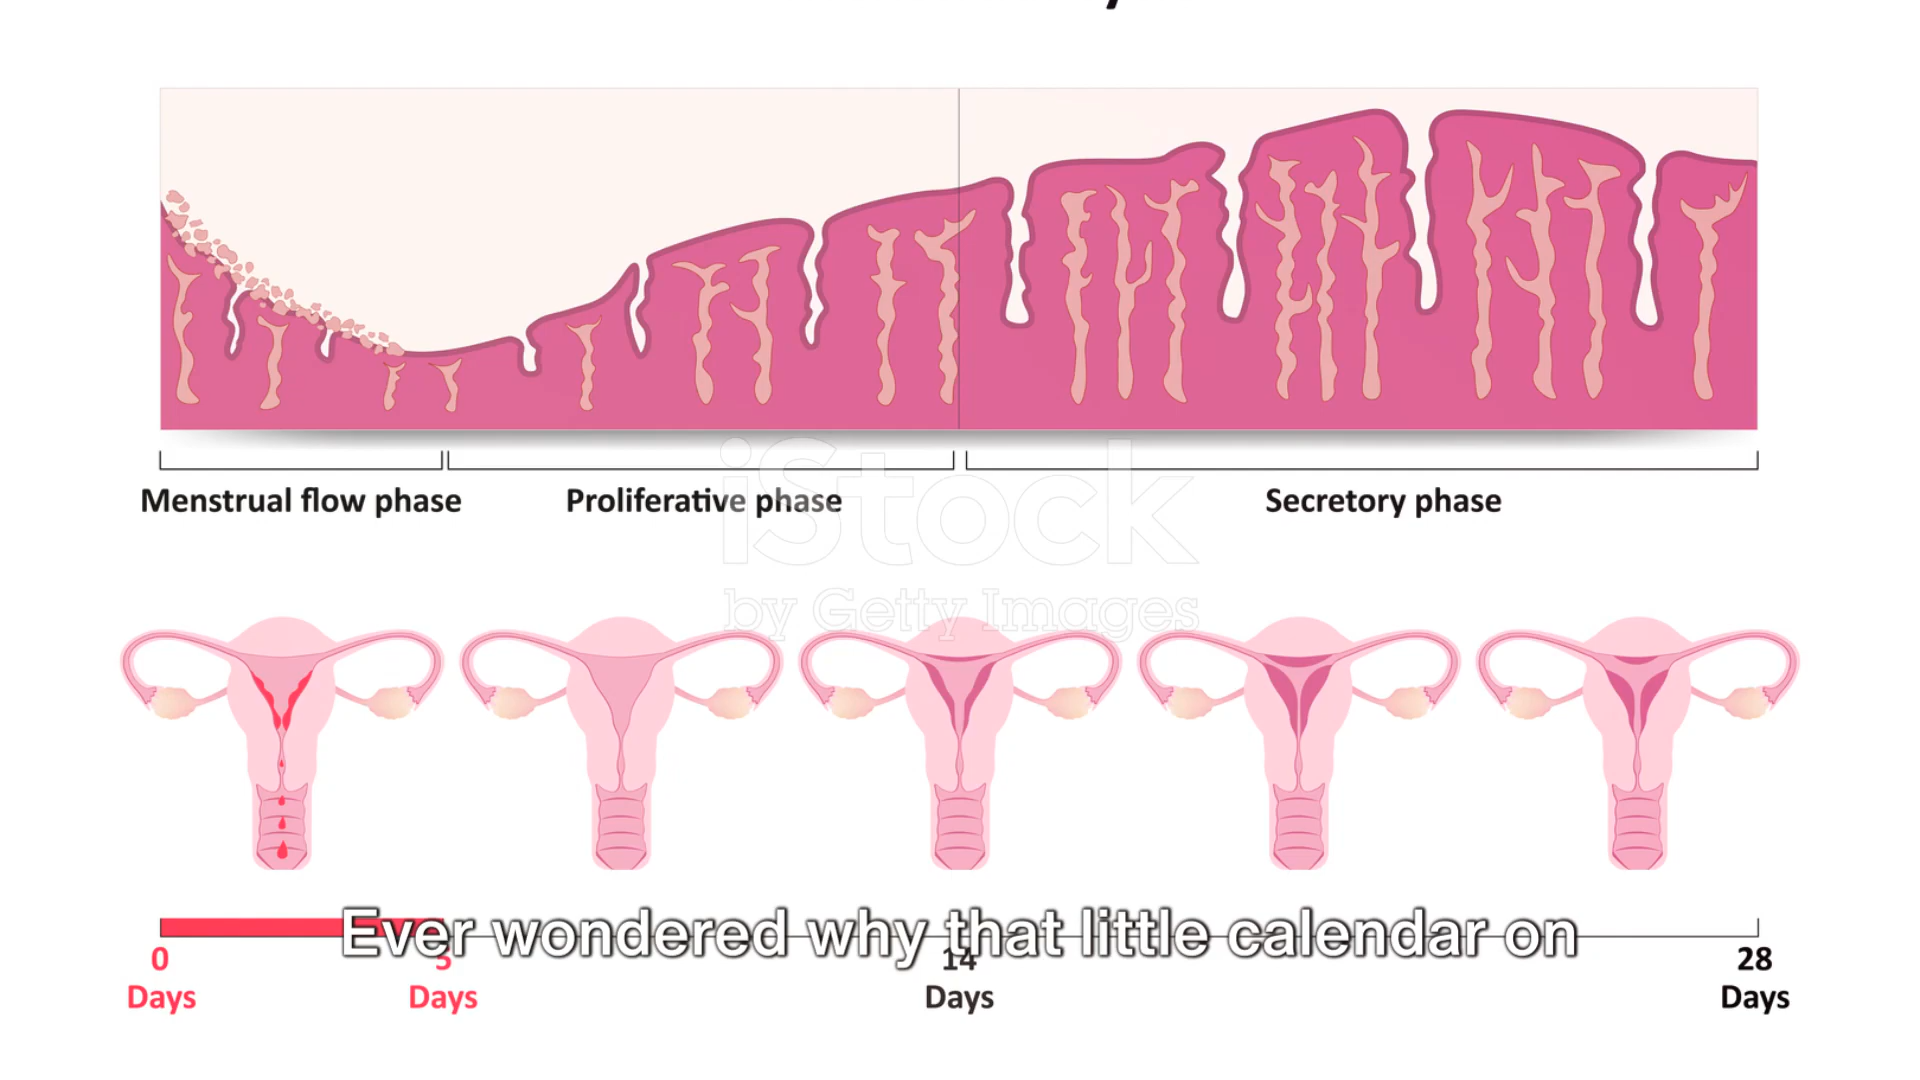 Menstrual flow phase
Proliferative phase
Secretory phase
iStock
by Getty Images
Ever wondered why that little calendar on
0
5
14
28
Days
Days
Days
Days